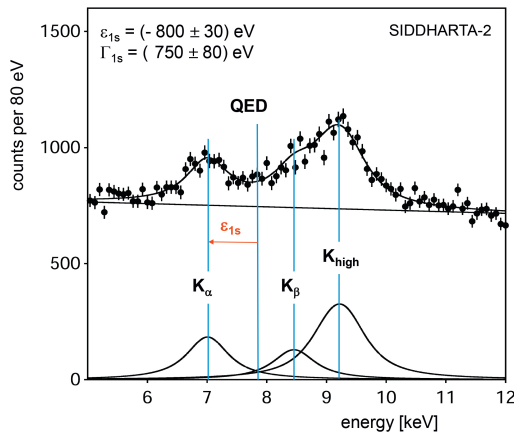 ε1s = (- 800 ± 30) eV
Γ1s = ( 750 ± 80) eV
SIDDHARTA-2
QED
counts per 80 eV
1500
1000
500
0
ε1s
Kα
Kβ
Khigh
6
7
8
9
10
11
12
energy [keV]